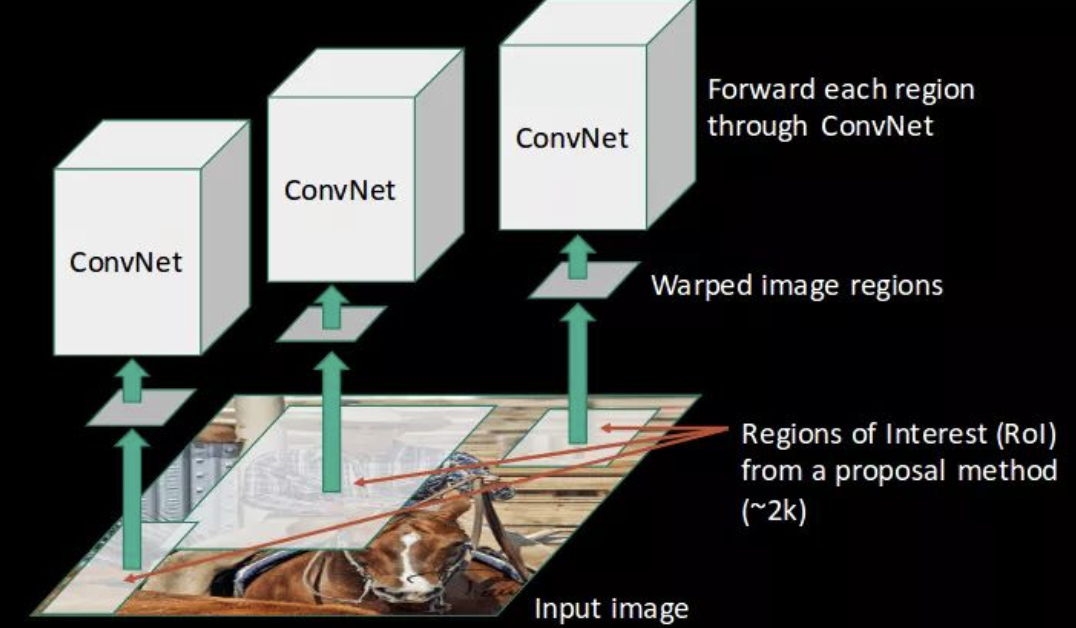 Forward each region
through ConvNet
ConvNet
ConvNet
ConvNet
Warped image regions
Regions of Interest (RoI)
from a proposal method
(~2k)
Input image